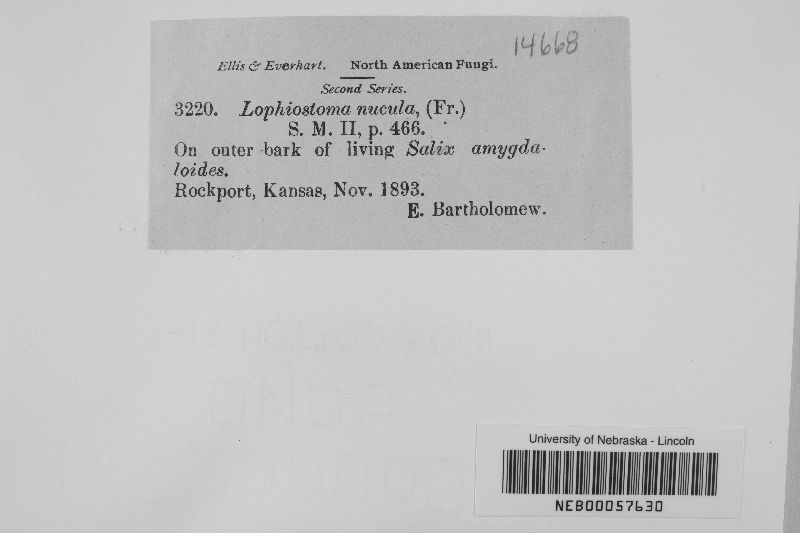 14668
Ellis & Everhart. North American Fungi.
Second Series.
3220. Lophiostoma nucula, (Fr.)
S. M. II, p. 466.
On outer bark of living Salix amygda-
loides.
Rockport, Kansas, Nov. 1893.
E. Bartholomew.
University of Nebraska - Lincoln
NEB00057630